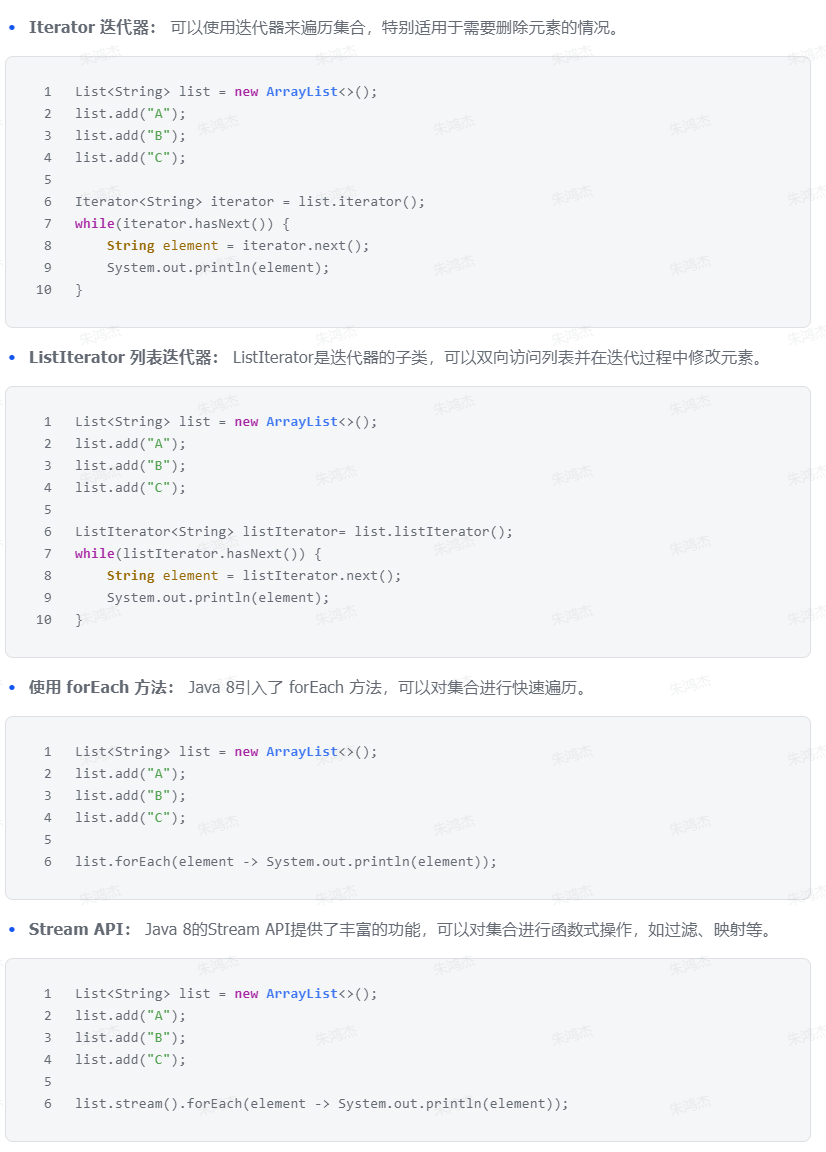 • Iterator 迭代器： 可以使用迭代器来遍历集合，特别适用于需要删除元素的情况。
1 List<String> list = new ArrayList<>();
2 list.add("A");
3 list.add("B");
4 list.add("C");
5
6 Iterator<String> iterator = list.iterator();
7 while(iterator.hasNext()) {
8     String element = iterator.next();
9     System.out.println(element);
10 }
• ListIterator 列表迭代器： ListIterator是迭代器的子类，可以双向访问列表并在迭代过程中修改元素。
1 List<String> list = new ArrayList<>();
2 list.add("A");
3 list.add("B");
4 list.add("C");
5
6 ListIterator<String> listIterator= list.listIterator();
7 while(listIterator.hasNext()) {
8     String element = listIterator.next();
9     System.out.println(element);
10 }
• 使用 forEach 方法： Java 8引入了 forEach 方法，可以对集合进行快速遍历。
1 List<String> list = new ArrayList<>();
2 list.add("A");
3 list.add("B");
4 list.add("C");
5
6 list.forEach(element -> System.out.println(element));
• Stream API： Java 8的Stream API提供了丰富的功能，可以对集合进行函数式操作，如过滤、映射等。
1 List<String> list = new ArrayList<>();
2 list.add("A");
3 list.add("B");
4 list.add("C");
5
6 list.stream().forEach(element -> System.out.println(element));
朱鸿杰